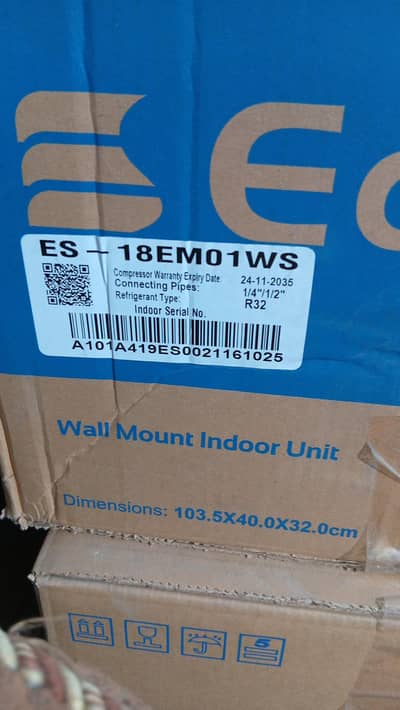 ES - 18EM01WS
Compressor Warranty Expiry Date: 24-11-2035
Connecting Pipes: 1/4"/1/2"
Refrigerant Type: R32
Indoor Serial No.
A101A419ES0021161025
Wall Mount Indoor Unit
Dimensions: 103.5X40.0X32.0cm
5